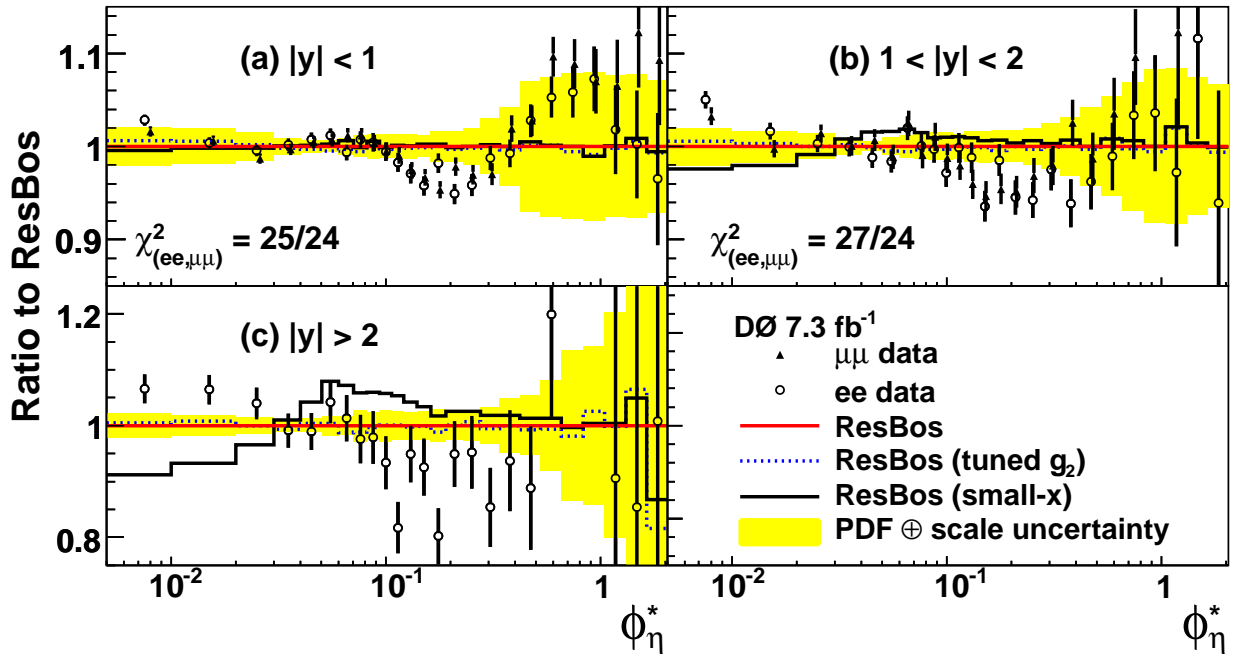 Ratio to ResBos
(a) |y| < 1
1.1
1
0.9
χ²(ee,μμ) = 25/24
(b) 1 < |y| < 2
χ²(ee,μμ) = 27/24
(c) |y| > 2
1.2
1
0.8
10⁻² 10⁻¹ 1
φ*η
DØ 7.3 fb⁻¹
μμ data
ee data
ResBos
ResBos (tuned g₂)
ResBos (small-x)
PDF ⊕ scale uncertainty
10⁻² 10⁻¹ 1
φ*η